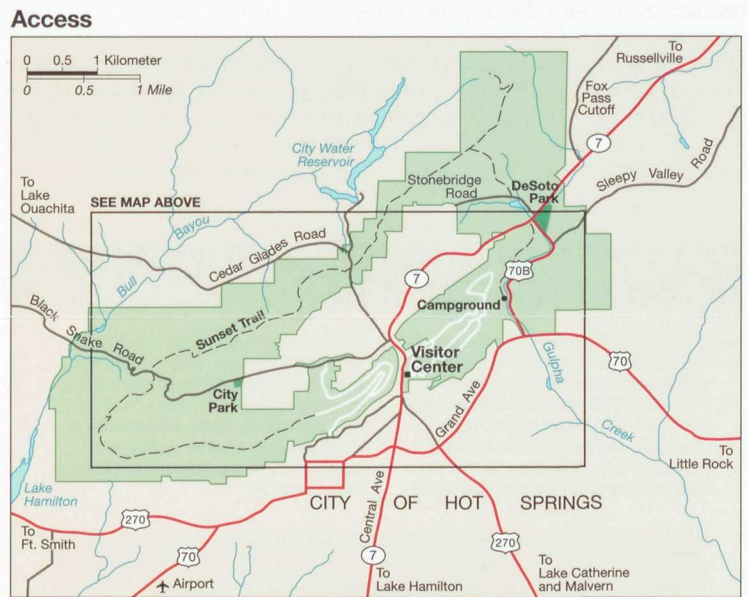 Access
0 0.5 1 Kilometer
0 0.5 1 Mile
To
Russellville
Fox
Pass
Cutoff
7
Sleepy Valley Road
City Water
Reservoir
Stonebridge
Road
DeSoto
Park
To
Lake
Ouachita
SEE MAP ABOVE
Bull Bayou
Cedar Glades Road
7
70B
Campground
Black Snake Road
Sunset Trail
Visitor
Center
City
Park
Gulpha Creek
70
Grand Ave
To
Little Rock
Lake
Hamilton
CITY OF HOT SPRINGS
Central Ave
270
To
Ft. Smith
70
Airport
7
To
Lake Hamilton
270
To
Lake Catherine
and Malvern